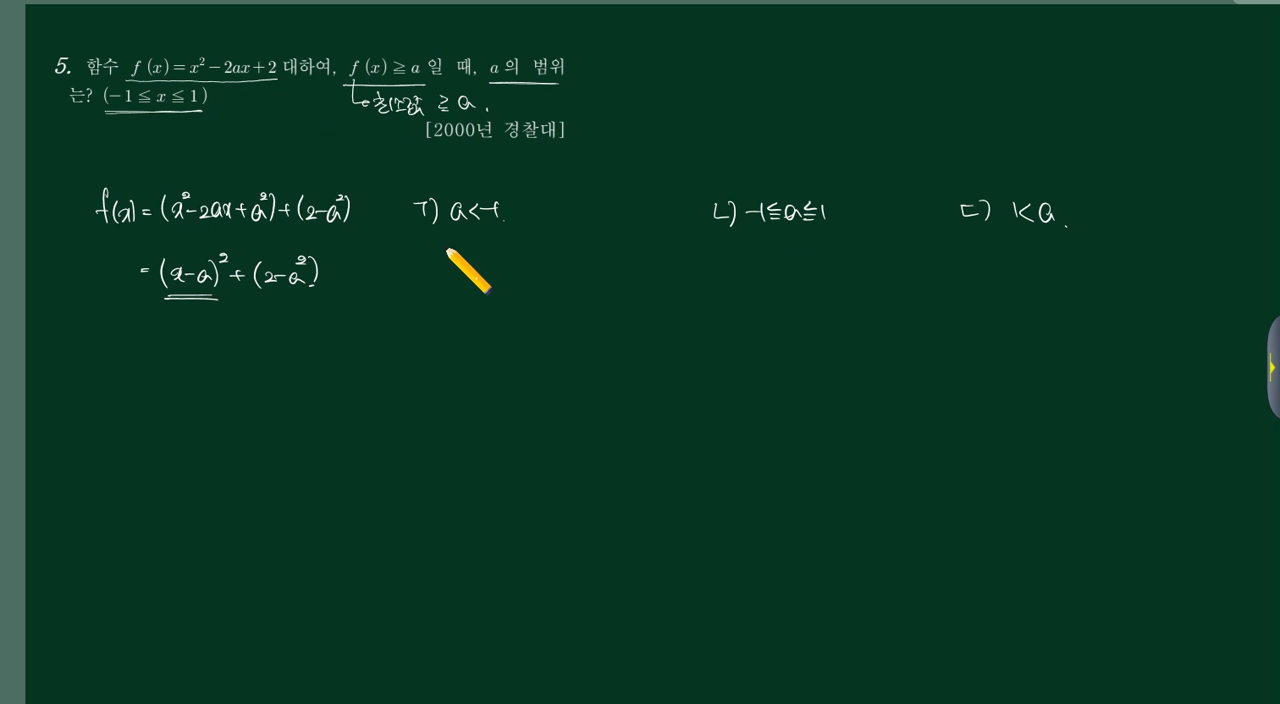 5. 함수 f(x)=x²-2ax+2 대하여, f(x)≧a 일 때, a의 범위
는? (-1≦x≦1)
최소값 ≧ a.
[2000년 경찰대]
f(x)=(x²-2ax+a²)+(2-a²)
ㄱ) a<-1.
ㄴ) -1≦a≦1
ㄷ) 1<a.
=(x-a)²+(2-a²)